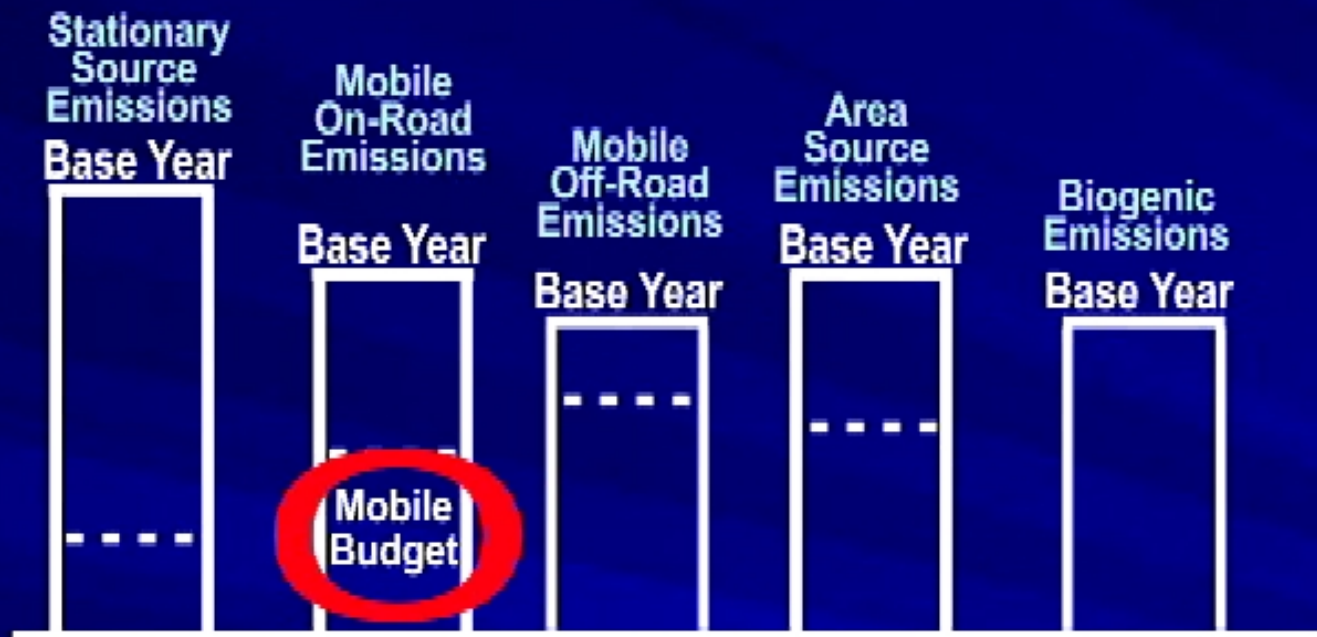 Stationary
Source
Emissions
Base Year
Mobile
On-Road
Emissions
Base Year
Mobile
Budget
Mobile
Off-Road
Emissions
Base Year
Area
Source
Emissions
Base Year
Biogenic
Emissions
Base Year